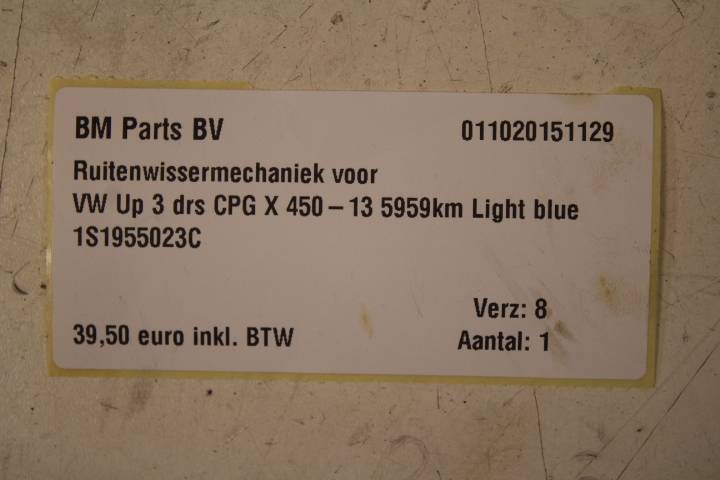 BM Parts BV 011020151129
Ruitenwissermechaniek voor
VW Up 3 drs CPG X 450 – 13 5959km Light blue
1S1955023C
Verz: 8
39,50 euro inkl. BTW Aantal: 1